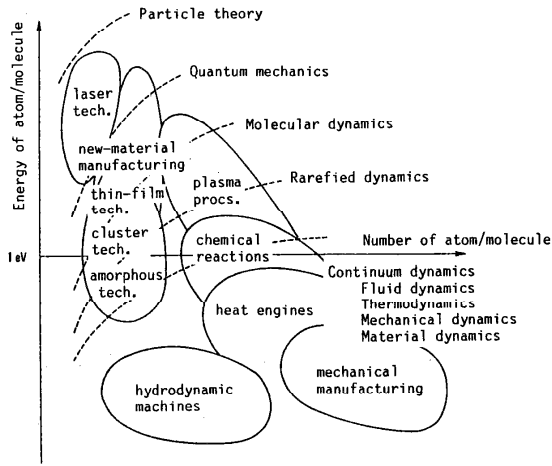 Particle theory
Quantum mechanics
Molecular dynamics
Rarefied dynamics
Energy of atom/molecule
laser
tech.
new-material
manufacturing
thin-film
tech.
plasma
procs.
cluster
tech.
chemical
reactions
Number of atom/molecule
1eV
amorphous
tech.
Continuum dynamics
Fluid dynamics
Thermodynamics
Mechanical dynamics
Material dynamics
heat engines
hydrodynamic
machines
mechanical
manufacturing